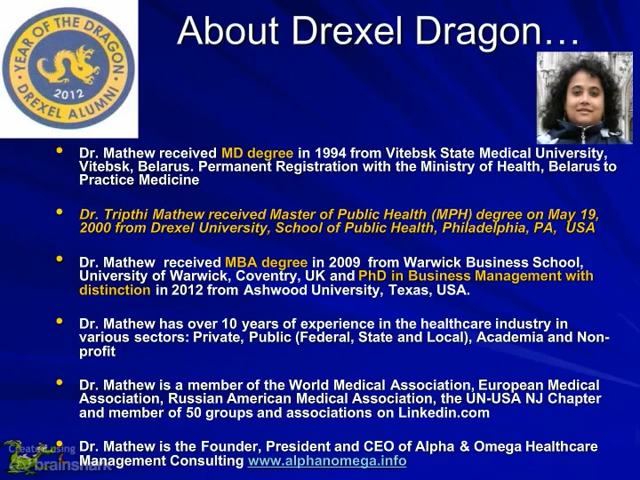 About Drexel Dragon…
YEAR OF THE DRAGON
2012
DREXEL ALUMNI
• Dr. Mathew received MD degree in 1994 from Vitebsk State Medical University,
Vitebsk, Belarus. Permanent Registration with the Ministry of Health, Belarus to
Practice Medicine
• Dr. Tripthi Mathew received Master of Public Health (MPH) degree on May 19,
2000 from Drexel University, School of Public Health, Philadelphia, PA, USA
• Dr. Mathew received MBA degree in 2009 from Warwick Business School,
University of Warwick, Coventry, UK and PhD in Business Management with
distinction in 2012 from Ashwood University, Texas, USA.
• Dr. Mathew has over 10 years of experience in the healthcare industry in
various sectors: Private, Public (Federal, State and Local), Academia and Non-
profit
• Dr. Mathew is a member of the World Medical Association, European Medical
Association, Russian American Medical Association, the UN-USA NJ Chapter
and member of 50 groups and associations on Linkedin.com
• Dr. Mathew is the Founder, President and CEO of Alpha & Omega Healthcare
Management Consulting www.alphanomega.info
Created using
brainshark